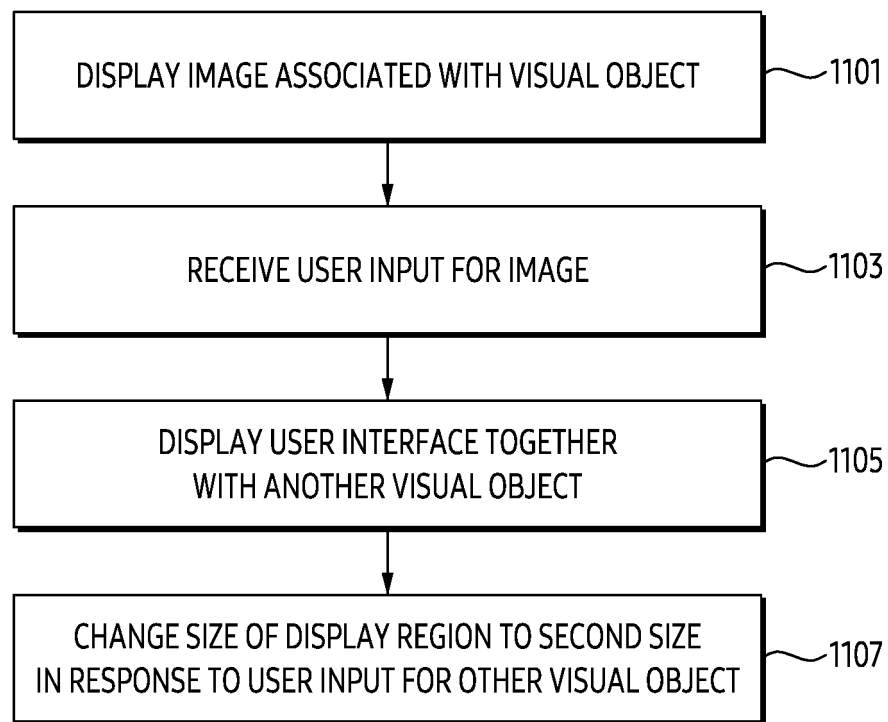 DISPLAY IMAGE ASSOCIATED WITH VISUAL OBJECT
1101
RECEIVE USER INPUT FOR IMAGE
1103
DISPLAY USER INTERFACE TOGETHER
WITH ANOTHER VISUAL OBJECT
1105
CHANGE SIZE OF DISPLAY REGION TO SECOND SIZE
IN RESPONSE TO USER INPUT FOR OTHER VISUAL OBJECT
1107